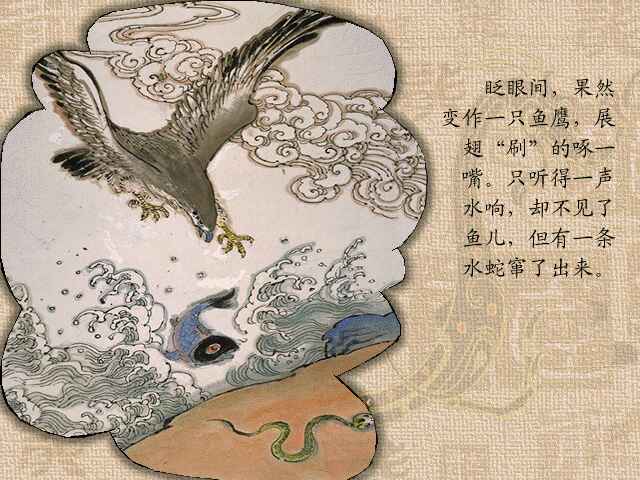 眨眼间，果然
变作一只鱼鹰，展
翅“刷”的啄一
嘴。只听得一声
水响，却不见了
鱼儿，但有一条
水蛇窜了出来。